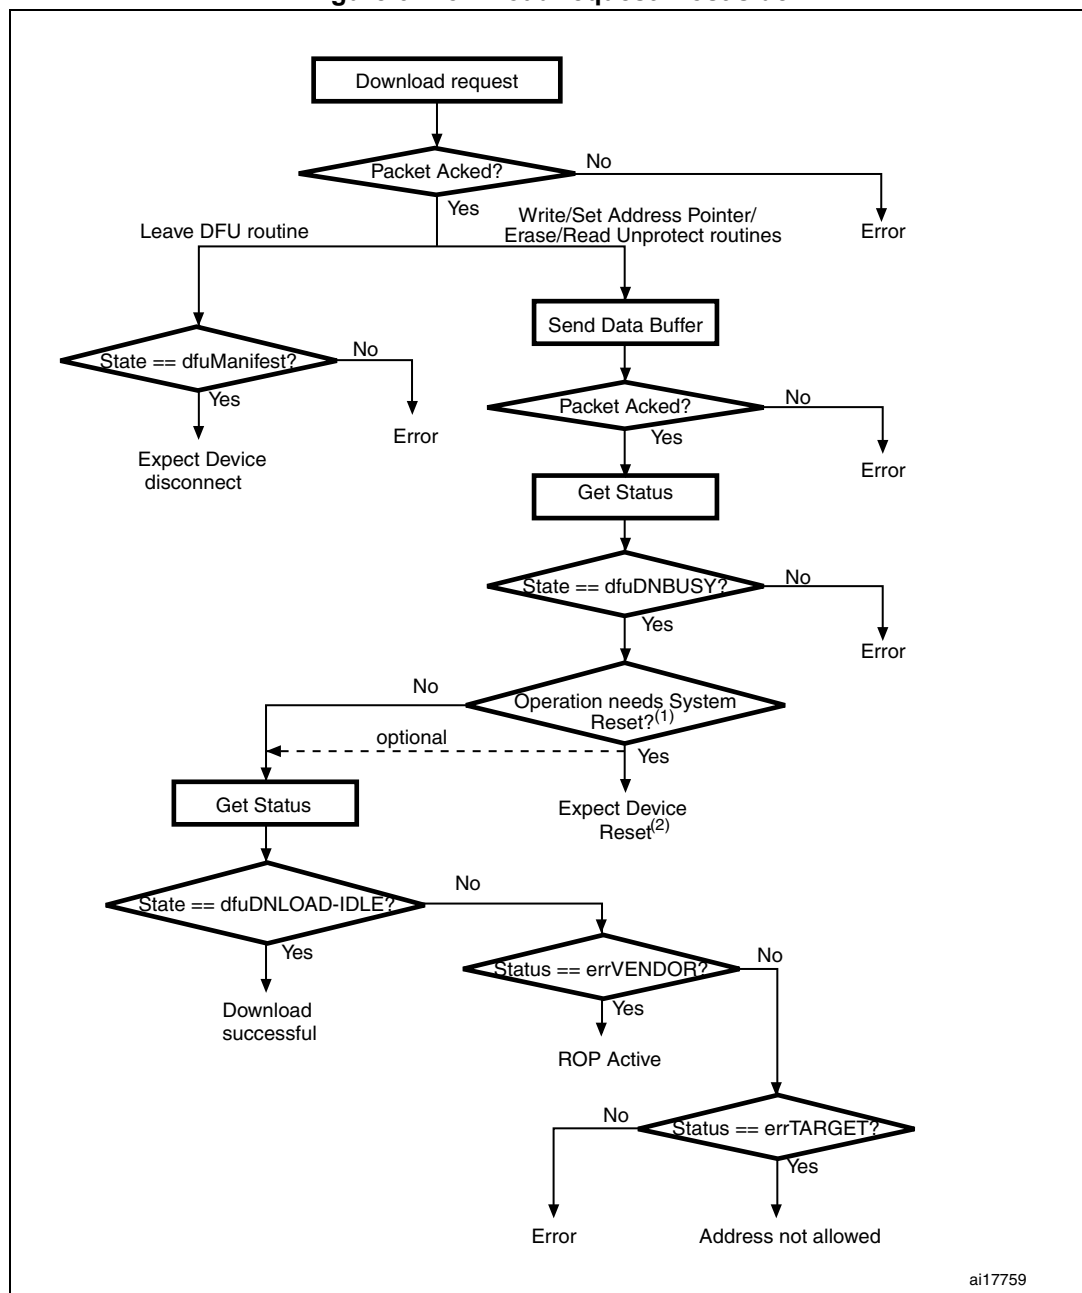 Download request
Packet Acked?
No
Yes
Error
Leave DFU routine
Write/Set Address Pointer/
Erase/Read Unprotect routines
Send Data Buffer
State == dfuManifest?
No
Yes
Error
Expect Device
disconnect
Packet Acked?
No
Yes
Error
Get Status
State == dfuDNBUSY?
No
Yes
Error
Operation needs System
Reset?(1)
No
optional
Yes
Expect Device
Reset(2)
Get Status
State == dfuDNLOAD-IDLE?
No
Yes
Download
successful
Status == errVENDOR?
No
Yes
ROP Active
Status == errTARGET?
No
Yes
Error
Address not allowed
ai17759